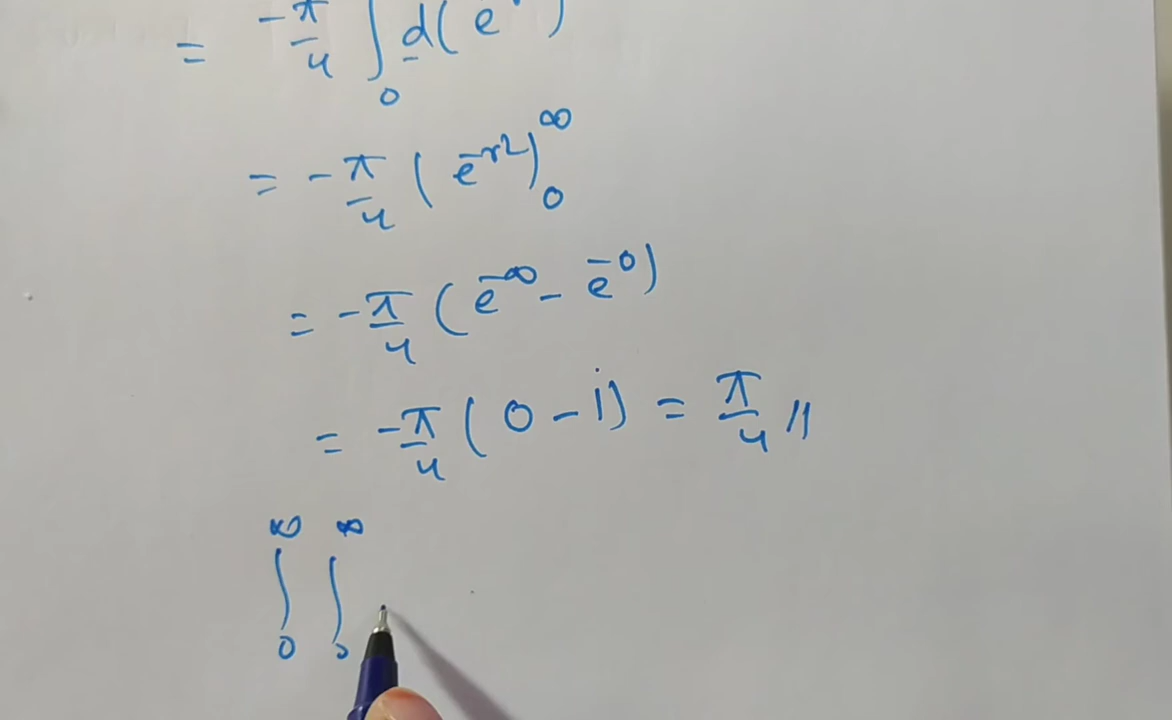 = -π/4 ∫₀ d(e
= -π/4 (e^-r2)₀^∞
= -π/4 (e^-∞ - e^-0)
= -π/4 (0 - 1) = π/4 //
∫₀^∞ ∫₀^∞